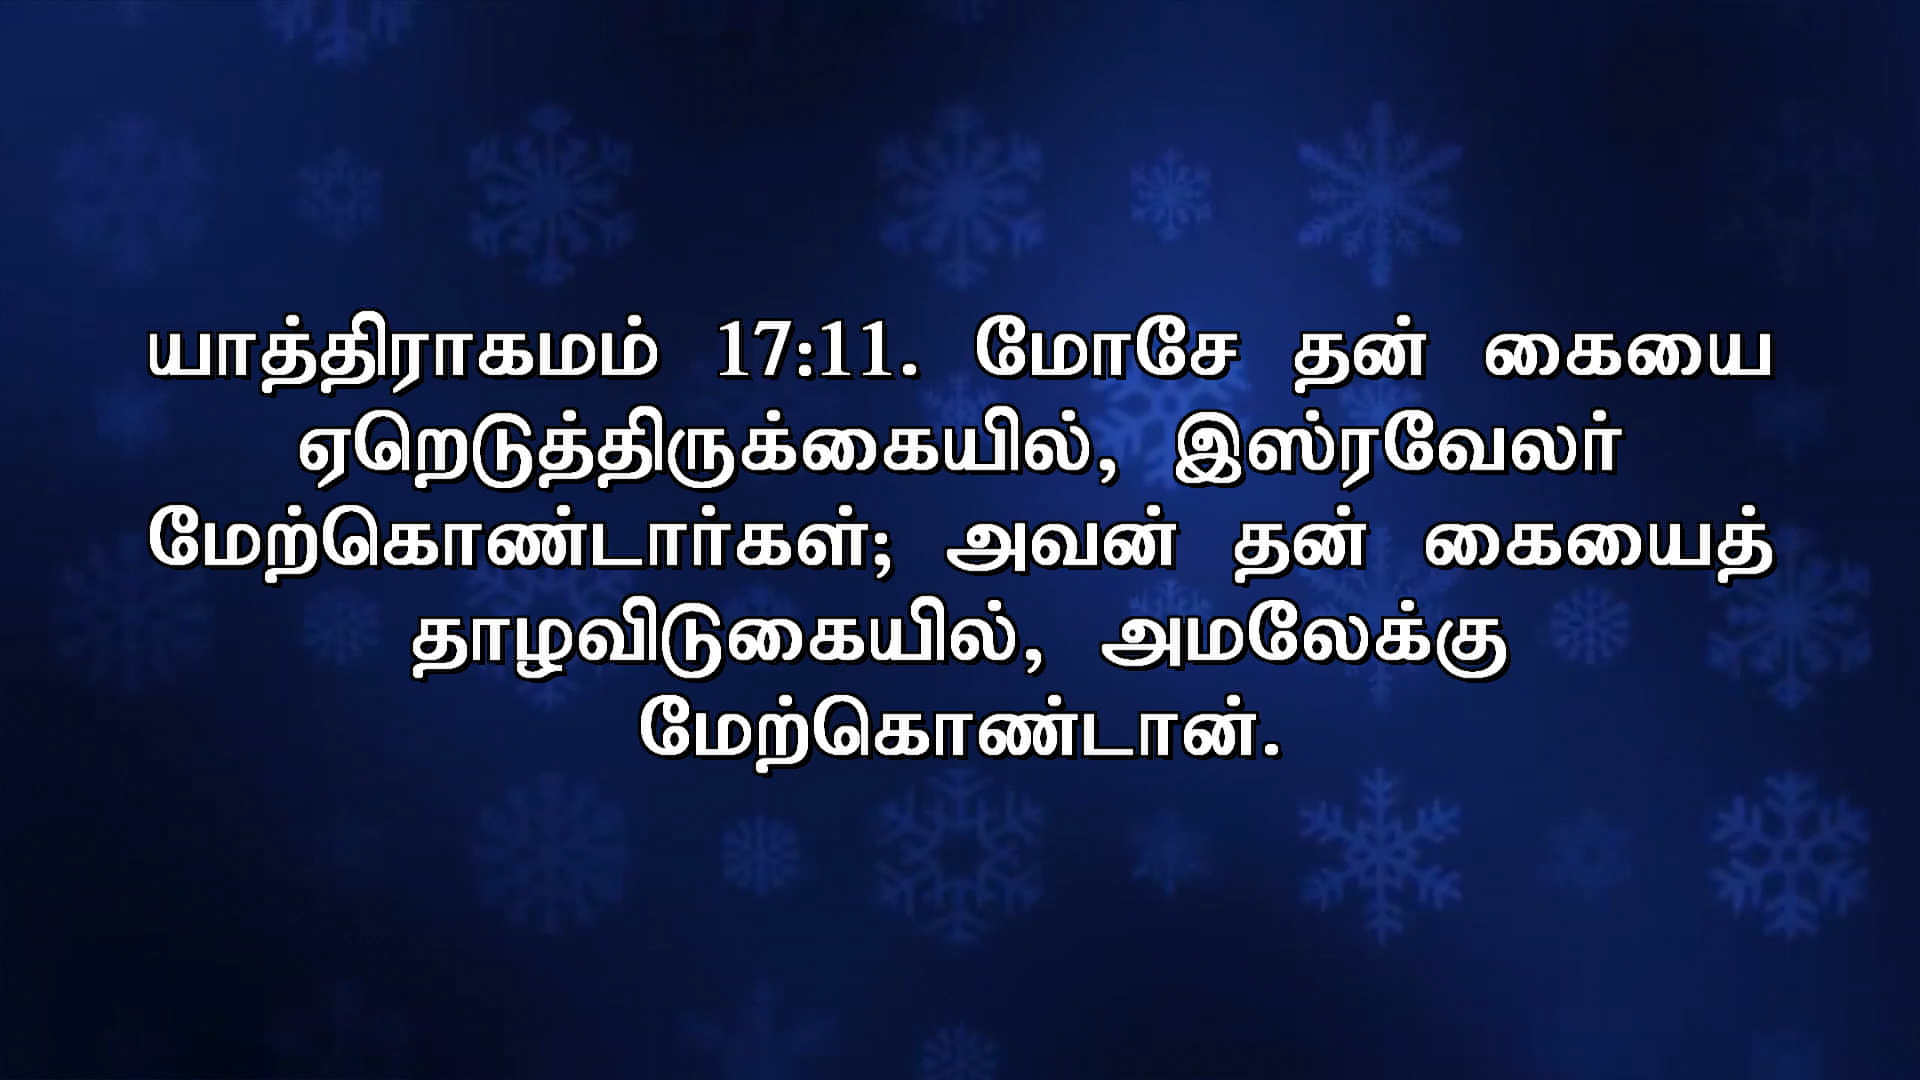 யாத்திராகமம் 17:11. மோசே தன் கையை
ஏறெடுத்திருக்கையில், இஸ்ரவேலர்
மேற்கொண்டார்கள்; அவன் தன் கையைத்
தாழவிடுகையில், அமலேக்கு
மேற்கொண்டான்.